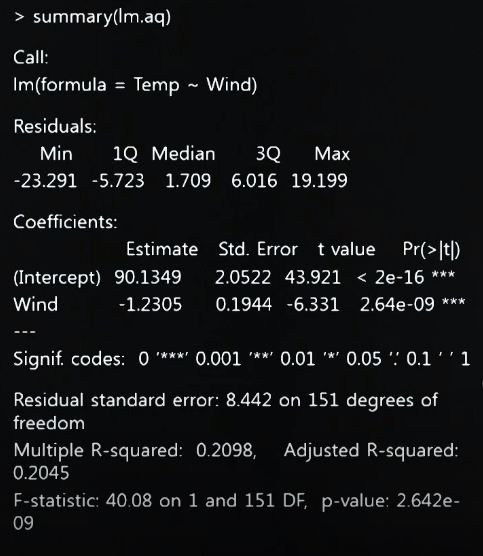 > summary(lm.aq)
Call:
lm(formula = Temp ~ Wind)
Residuals:
Min 1Q Median 3Q Max
-23.291 -5.723 1.709 6.016 19.199
Coefficients:
Estimate Std. Error t value Pr(>|t|)
(Intercept) 90.1349 2.0522 43.921 < 2e-16 ***
Wind -1.2305 0.1944 -6.331 2.64e-09 ***
---
Signif. codes: 0 '***' 0.001 '**' 0.01 '*' 0.05 '.' 0.1 ' ' 1
Residual standard error: 8.442 on 151 degrees of
freedom
Multiple R-squared: 0.2098, Adjusted R-squared:
0.2045
F-statistic: 40.08 on 1 and 151 DF, p-value: 2.642e-
09